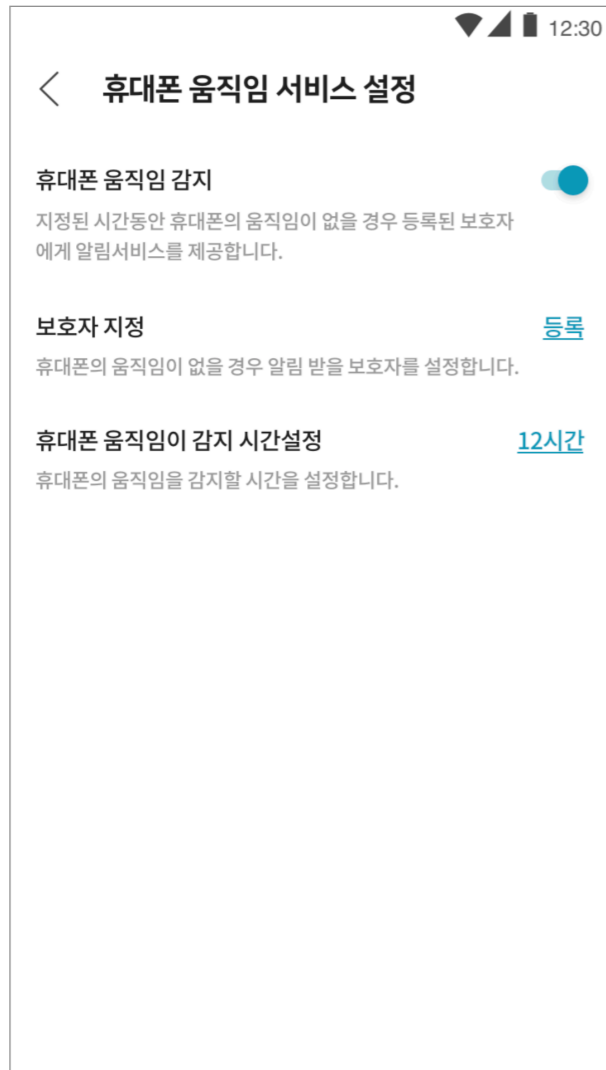 12:30
휴대폰 움직임 서비스 설정
휴대폰 움직임 감지
지정된 시간동안 휴대폰의 움직임이 없을 경우 등록된 보호자
에게 알림서비스를 제공합니다.
보호자 지정
등록
휴대폰의 움직임이 없을 경우 알림 받을 보호자를 설정합니다.
휴대폰 움직임이 감지 시간설정
12시간
휴대폰의 움직임을 감지할 시간을 설정합니다.